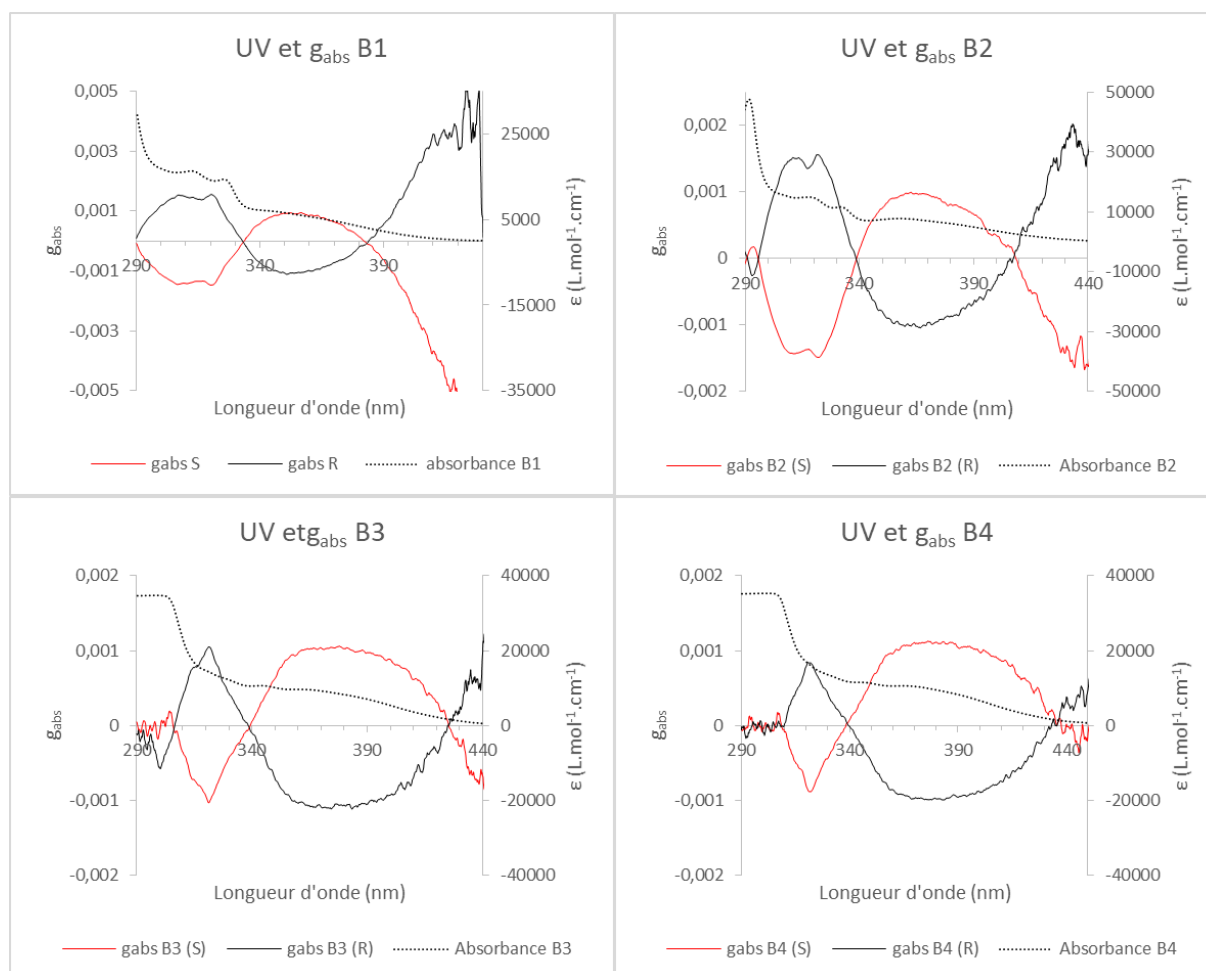 UV et gabs B1
0,005
0,003
0,001
-0,001
-0,003
-0,005
gabs
290
340
390
25000
5000
-15000
-35000
ε (L.mol-1.cm-1)
Longueur d'onde (nm)
gabs S
gabs R
absorbance B1
UV et gabs B2
0,002
0,001
0
-0,001
-0,002
gabs
290
340
390
440
50000
30000
10000
-10000
-30000
-50000
ε (L.mol-1.cm-1)
Longueur d'onde (nm)
gabs B2 (S)
gabs B2 (R)
Absorbance B2
UV etgabs B3
0,002
0,001
0
-0,001
-0,002
gabs
290
340
390
440
40000
20000
0
-20000
-40000
ε (L.mol-1.cm-1)
Longueur d'onde (nm)
gabs B3 (S)
gabs B3 (R)
Absorbance B3
UV et gabs B4
0,002
0,001
0
-0,001
-0,002
gabs
290
340
390
440
40000
20000
0
-20000
-40000
ε (L.mol-1.cm-1)
Longueur d'onde (nm)
gabs B4 (S)
gabs B4 (R)
Absorbance B4